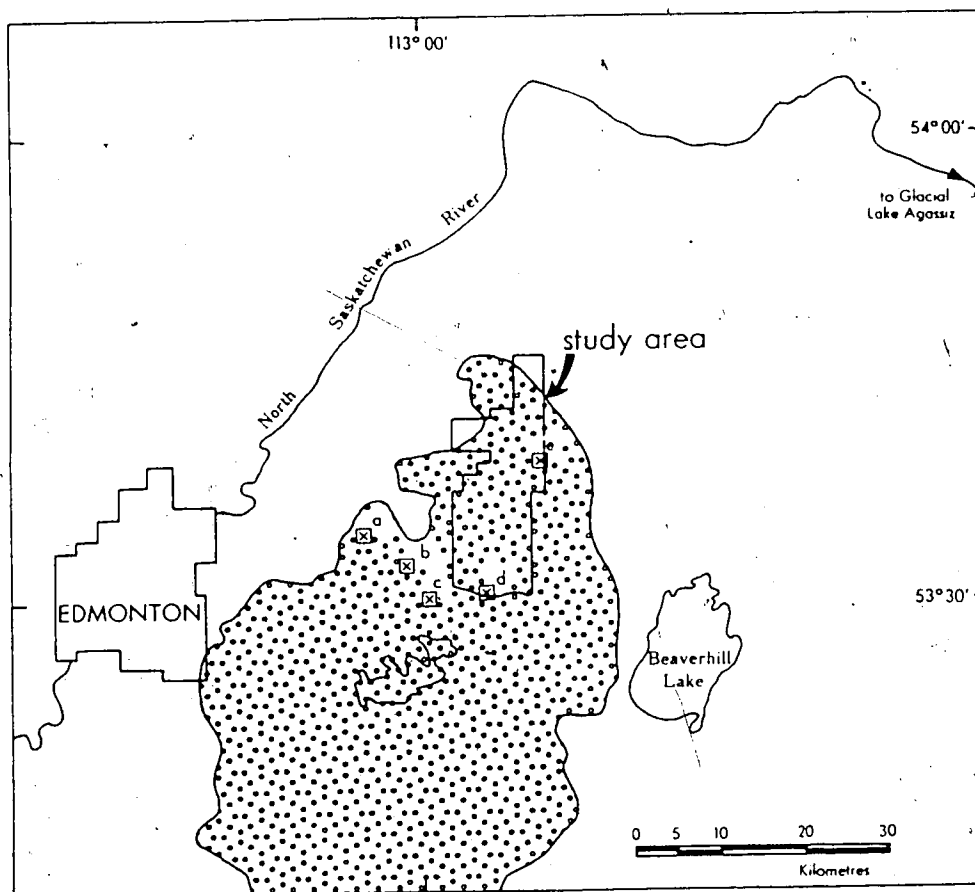 113° 00'
54° 00'
to Glacial
Lake Agassiz
North Saskatchewan River
study area
e
a
b
c
d
EDMONTON
53° 30'
Beaverhill
Lake
0 5 10 20 30
Kilometres